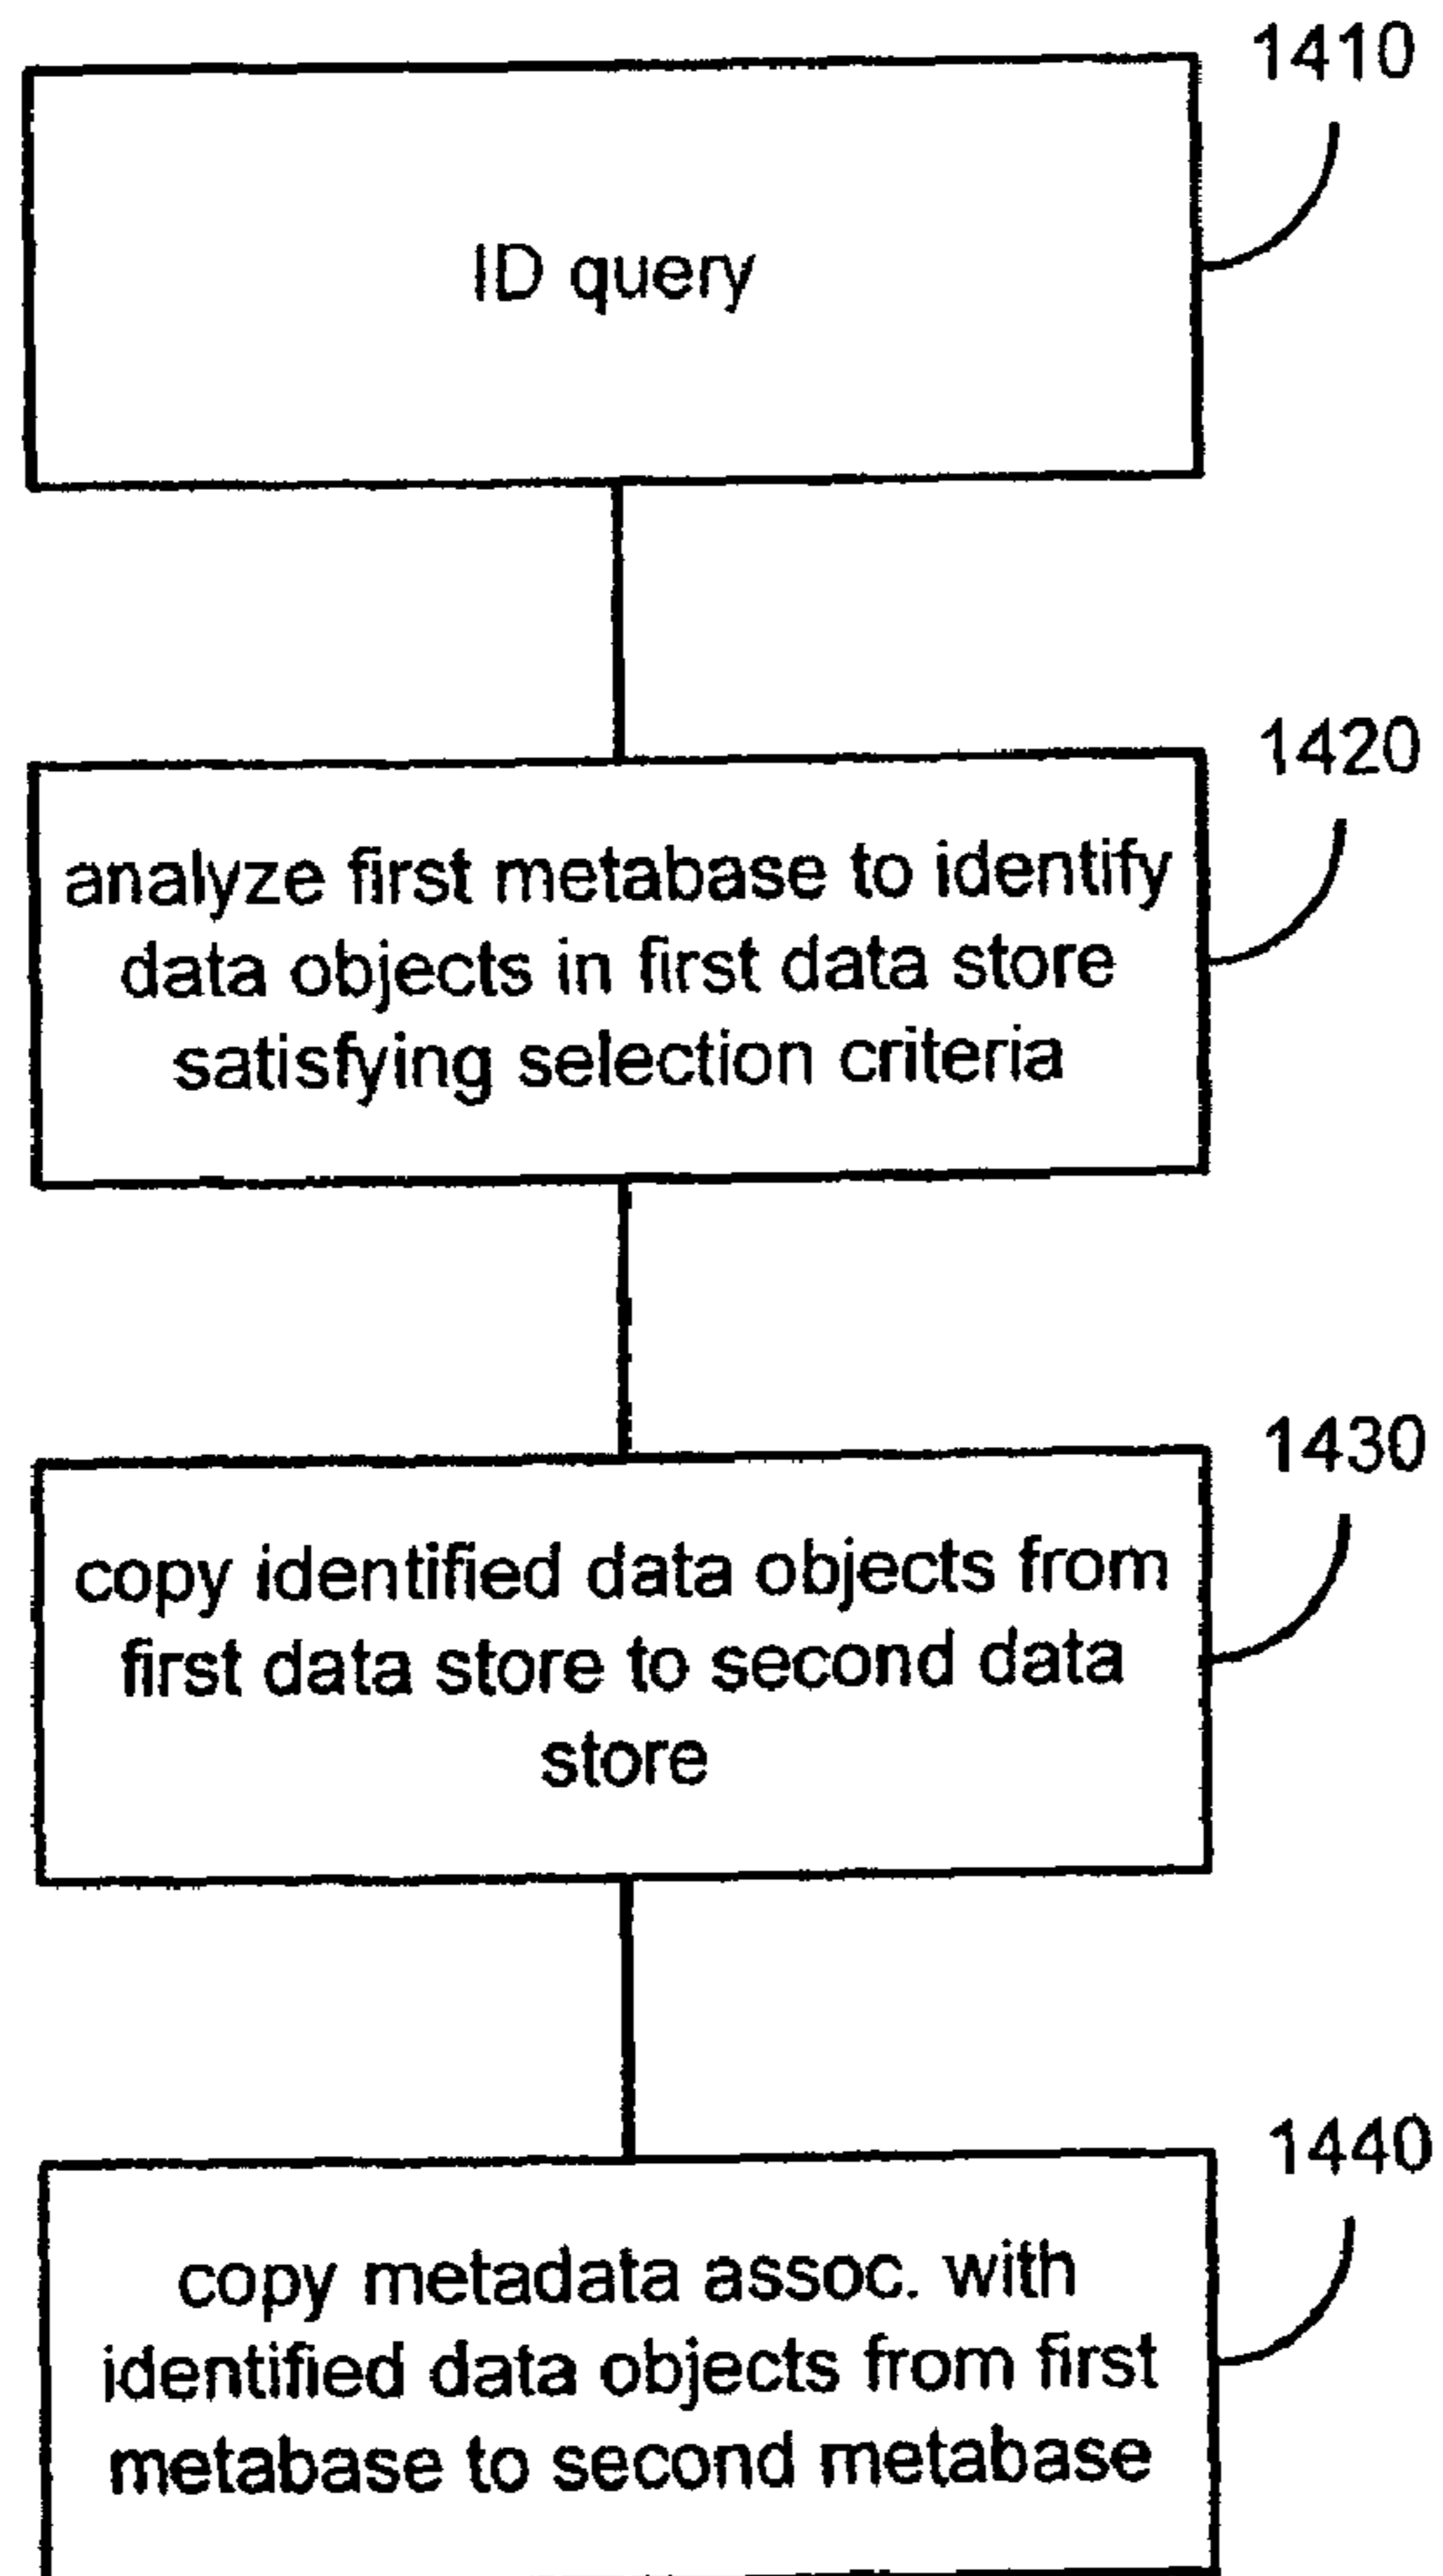 1410
ID query
1420
analyze first metabase to identify
data objects in first data store
satisfying selection criteria
1430
copy identified data objects from
first data store to second data
store
1440
copy metadata assoc. with
identified data objects from first
metabase to second metabase